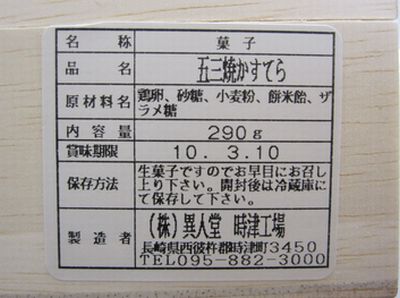 名称 菓子
品名 五三焼かすてら
原材料名 鶏卵、砂糖、小麦粉、餅米飴、ザ
ラメ糖
内容量 290g
賞味期限 10. 3.10
保存方法 生菓子ですのでお早目にお召し
上り下さい。開封後は冷蔵庫に
て保存して下さい。
製造者 (株)異人堂 時津工場
長崎県西彼杵郡時津町3450
TEL095-882-3000